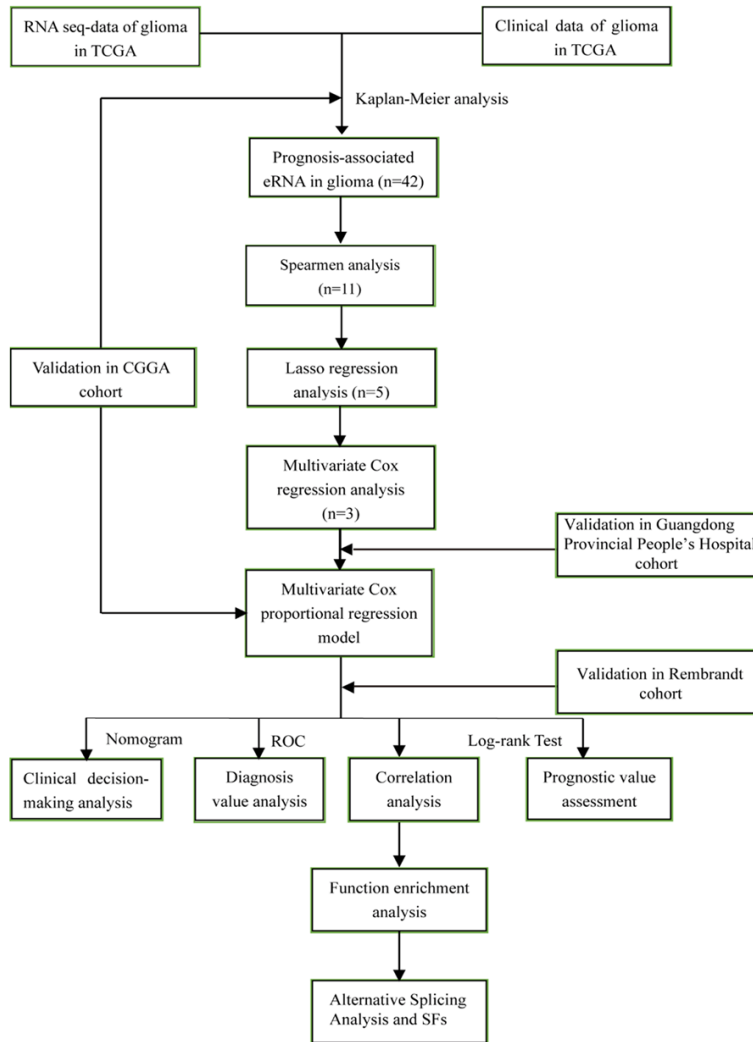 RNA seq-data of glioma
in TCGA
Clinical data of glioma
in TCGA
Kaplan-Meier analysis
Prognosis-associated
eRNA in glioma (n=42)
Spearmen analysis
(n=11)
Validation in CGGA
cohort
Lasso regression
analysis (n=5)
Multivariate Cox
regression analysis
(n=3)
Validation in Guangdong
Provincial People's Hospital
cohort
Multivariate Cox
proportional regression
model
Validation in Rembrandt
cohort
Nomogram
ROC
Log-rank Test
Clinical decision-
making analysis
Diagnosis
value analysis
Correlation
analysis
Prognostic value
assessment
Function enrichment
analysis
Alternative Splicing
Analysis and SFs